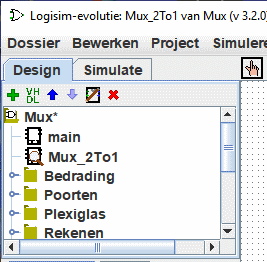 Logisim-evolutie: Mux_2To1 van Mux (v 3.2.0
Dossier Bewerken Project Simulere
Design Simulate
VH
DL
Mux*
main
Mux_2To1
Bedrading
Poorten
Plexiglas
Rekenen